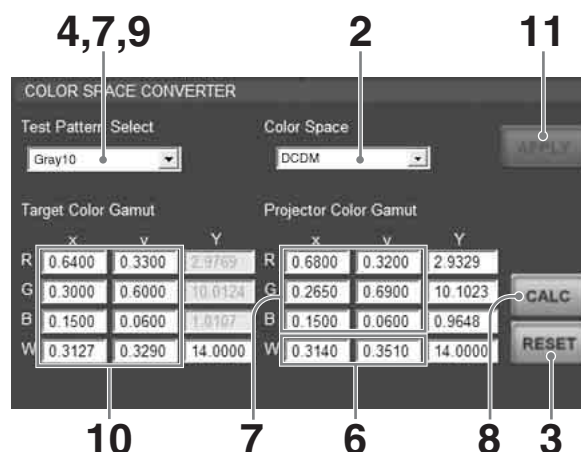 4,7,9 2 11
COLOR SPACE CONVERTER
Test Pattern Select Color Space
Gray10 DCDM APPLY
Target Color Gamut Projector Color Gamut
x y Y x y Y
R 0.6400 0.3300 2.9769 R 0.6800 0.3200 2.9329
G 0.3000 0.6000 10.0124 G 0.2650 0.6900 10.1023 CALC
B 0.1500 0.0600 1.0107 B 0.1500 0.0600 0.9648
W 0.3127 0.3290 14.0000 W 0.3140 0.3510 14.0000 RESET
10 7 6 8 3